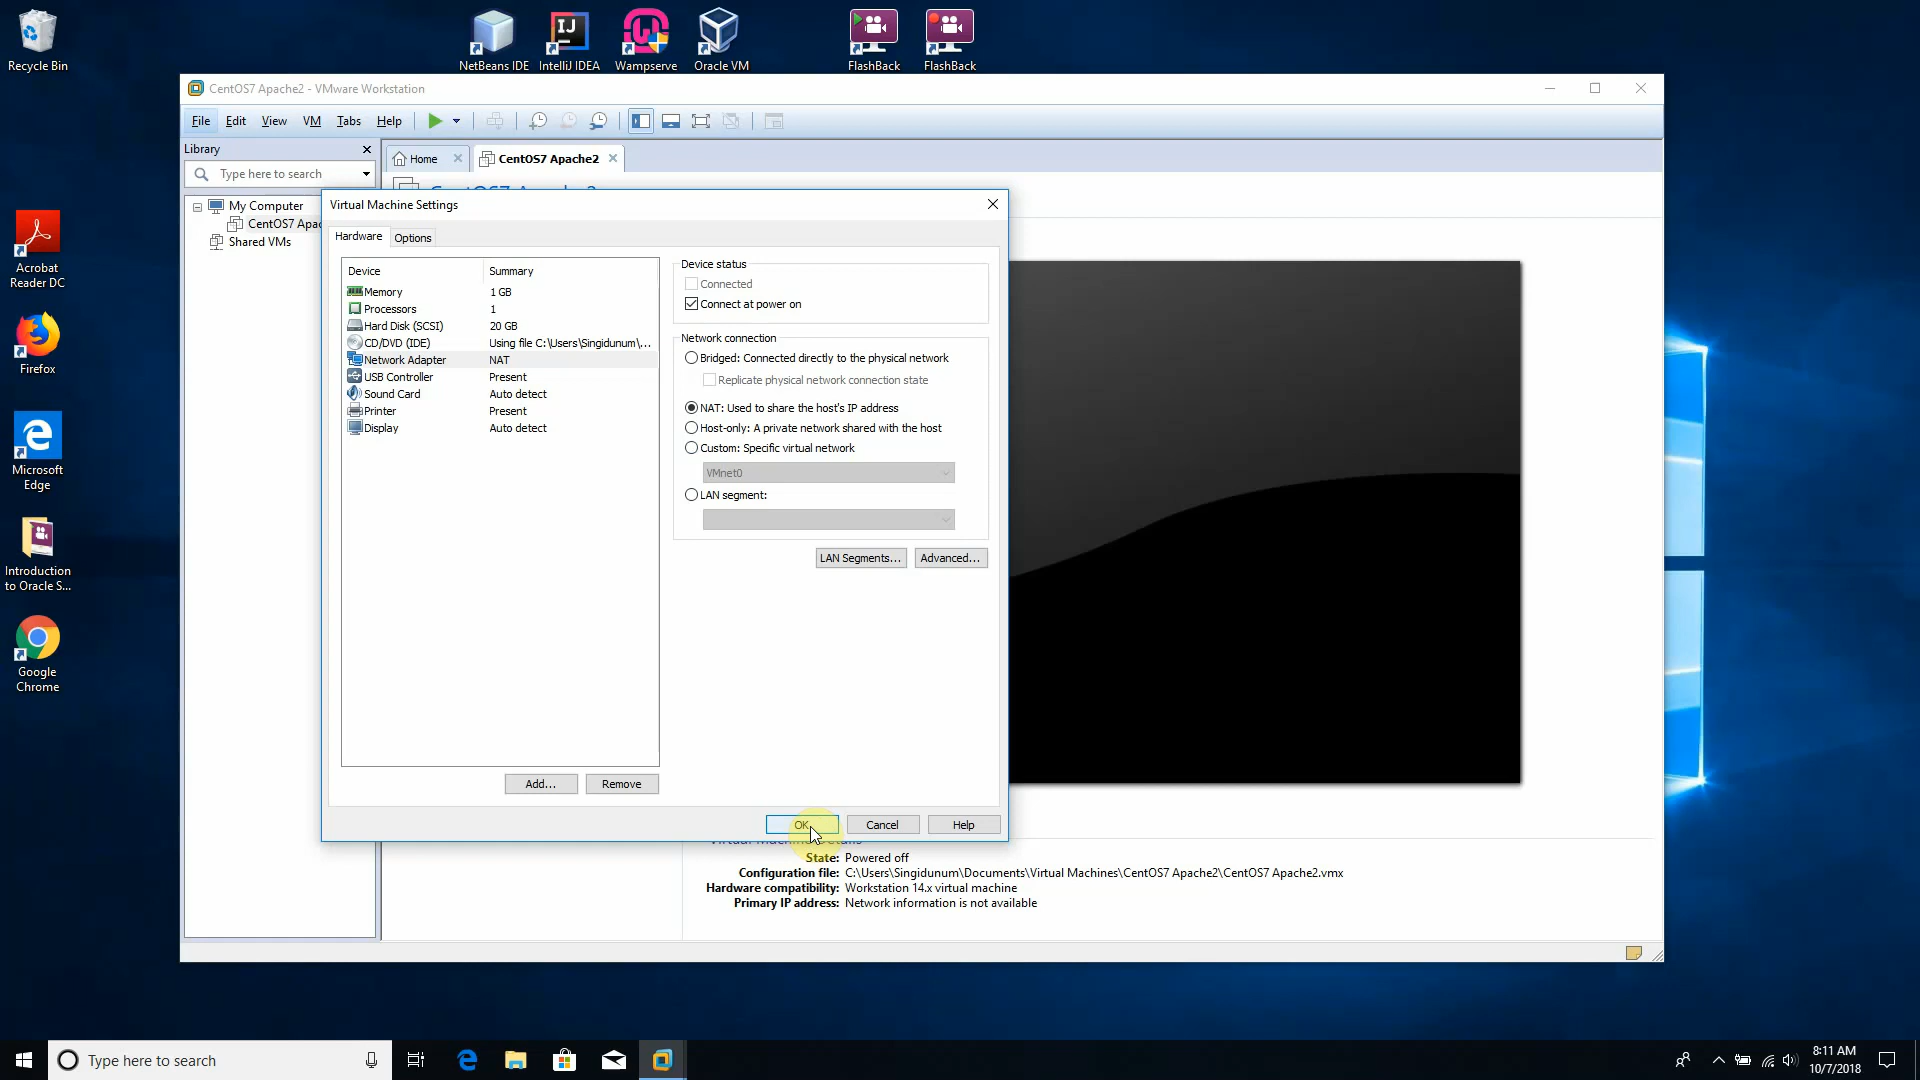 Recycle Bin
NetBeans IDE
IntelliJ IDEA
Wampserve
Oracle VM
FlashBack
FlashBack
Acrobat
Reader DC
Firefox
Microsoft
Edge
Introduction
to Oracle S...
Google
Chrome
CentOS7 Apache2 - VMware Workstation
File Edit View VM Tabs Help
Library
Type here to search
My Computer
CentOS7 Apac
Shared VMs
Home
CentOS7 Apache2
CentOS7 Apache2
Virtual Machine Settings
Hardware Options
Device Summary
Memory 1 GB
Processors 1
Hard Disk (SCSI) 20 GB
CD/DVD (IDE) Using file C:\Users\Singidunum\...
Network Adapter NAT
USB Controller Present
Sound Card Auto detect
Printer Present
Display Auto detect
Add... Remove
Device status
Connected
Connect at power on
Network connection
Bridged: Connected directly to the physical network
Replicate physical network connection state
NAT: Used to share the host's IP address
Host-only: A private network shared with the host
Custom: Specific virtual network
VMnet0
LAN segment:
LAN Segments... Advanced...
OK Cancel Help
Virtual Machine Details
State: Powered off
Configuration file: C:\Users\Singidunum\Documents\Virtual Machines\CentOS7 Apache2\CentOS7 Apache2.vmx
Hardware compatibility: Workstation 14.x virtual machine
Primary IP address: Network information is not available
Type here to search
8:11 AM
10/7/2018